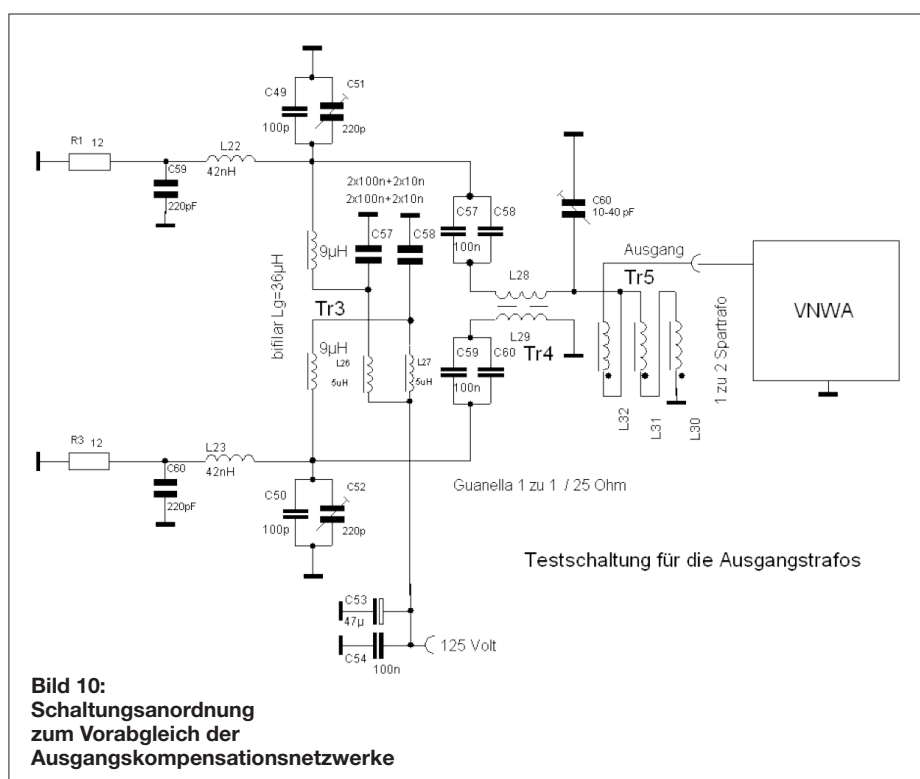 C49
C51
100p
220p
R1 12
L22
42nH
C59
220pF
2x100n+2x10n
2x100n+2x10n
C57
C58
9µH
bifilar Lg=36µH
Tr3
9µH
L26
5uH
L27
5uH
C57
C58
100n
C60
10-40 pF
L28
L29
Tr4
C59
C60
100n
Ausgang
Tr5
VNWA
1 zu 2 Spartrafo
L32
L31
L30
R3 12
L23
42nH
C60
220pF
C50
C52
100p
220p
Guanella 1 zu 1 / 25 Ohm
Testschaltung für die Ausgangstrafos
C53
47µ
C54
100n
125 Volt
Bild 10:
Schaltungsanordnung
zum Vorabgleich der
Ausgangskompensationsnetzwerke